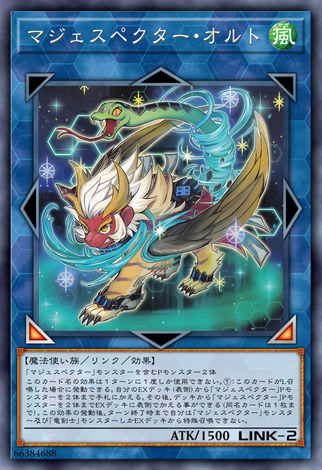 マジェスペクター・オルト
風
【魔法使い族／リンク／効果】
「マジェスペクター」モンスターを含むPモンスター2体
このカード名の効果は1ターンに1度しか使用できない。①：このカードがL召
喚した場合に発動できる。自分のEXデッキ(表側)から「マジェスペクター」Pモ
ンスターを2体まで手札に加える。その後、デッキから「マジェスペクター」Pモン
スターを2体までEXデッキに表側で加える事ができる(同名カードは1枚ま
で)。この効果の発動後、ターン終了時まで自分は「マジェスペクター」モンスタ
ー及び「竜剣士」モンスターしかEXデッキから特殊召喚できない。
ATK/1500 LINK-2
66384688